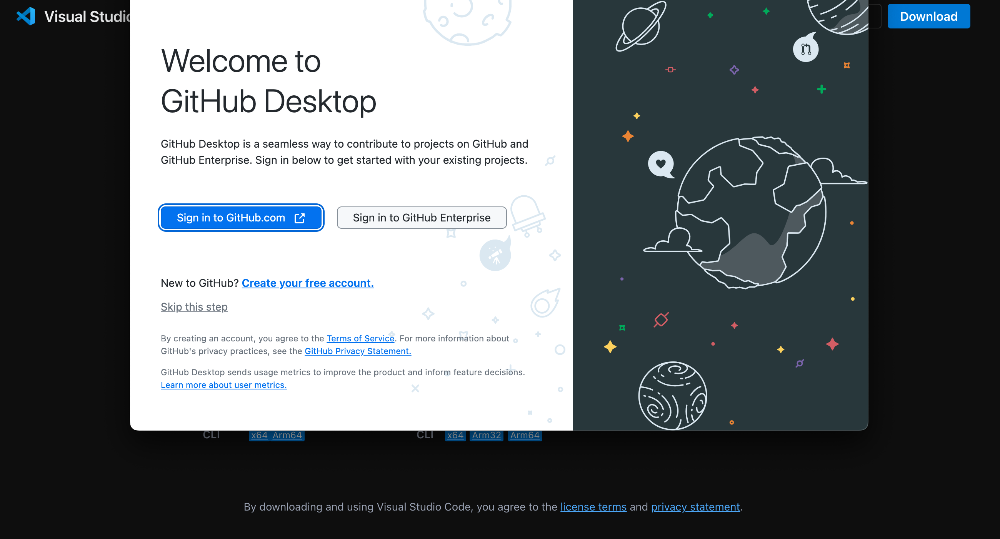 Visual Studio
Download
Welcome to
GitHub Desktop
GitHub Desktop is a seamless way to contribute to projects on GitHub and
GitHub Enterprise. Sign in below to get started with your existing projects.
Sign in to GitHub.com
Sign in to GitHub Enterprise
New to GitHub? Create your free account.
Skip this step
By creating an account, you agree to the Terms of Service. For more information about
GitHub's privacy practices, see the GitHub Privacy Statement.
GitHub Desktop sends usage metrics to improve the product and inform feature decisions.
Learn more about user metrics.
CLI x64 Arm64
CLI x64 Arm32 Arm64
By downloading and using Visual Studio Code, you agree to the license terms and privacy statement.